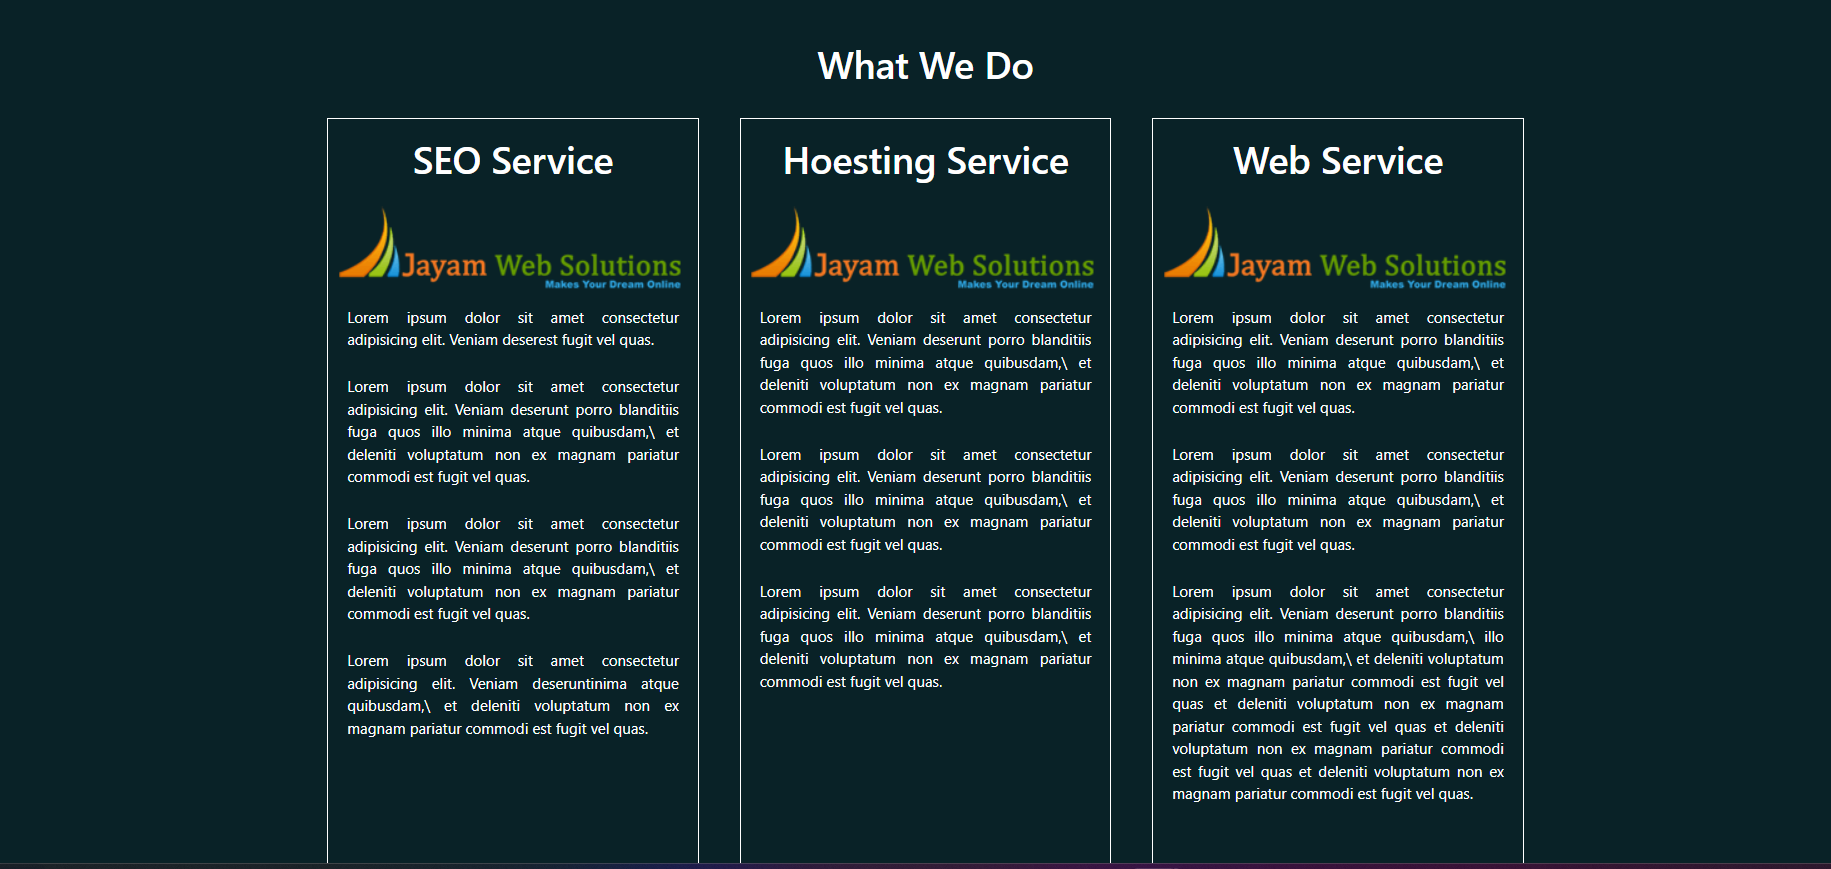 What We Do
SEO Service
Jayam Web Solutions
Makes Your Dream Online
Lorem ipsum dolor sit amet consectetur
adipisicing elit. Veniam deserest fugit vel quas.
Lorem ipsum dolor sit amet consectetur
adipisicing elit. Veniam deserunt porro blanditiis
fuga quos illo minima atque quibusdam,\ et
deleniti voluptatum non ex magnam pariatur
commodi est fugit vel quas.
Lorem ipsum dolor sit amet consectetur
adipisicing elit. Veniam deserunt porro blanditiis
fuga quos illo minima atque quibusdam,\ et
deleniti voluptatum non ex magnam pariatur
commodi est fugit vel quas.
Lorem ipsum dolor sit amet consectetur
adipisicing elit. Veniam deseruntinima atque
quibusdam,\ et deleniti voluptatum non ex
magnam pariatur commodi est fugit vel quas.
Hoesting Service
Jayam Web Solutions
Makes Your Dream Online
Lorem ipsum dolor sit amet consectetur
adipisicing elit. Veniam deserunt porro blanditiis
fuga quos illo minima atque quibusdam,\ et
deleniti voluptatum non ex magnam pariatur
commodi est fugit vel quas.
Lorem ipsum dolor sit amet consectetur
adipisicing elit. Veniam deserunt porro blanditiis
fuga quos illo minima atque quibusdam,\ et
deleniti voluptatum non ex magnam pariatur
commodi est fugit vel quas.
Lorem ipsum dolor sit amet consectetur
adipisicing elit. Veniam deserunt porro blanditiis
fuga quos illo minima atque quibusdam,\ et
deleniti voluptatum non ex magnam pariatur
commodi est fugit vel quas.
Web Service
Jayam Web Solutions
Makes Your Dream Online
Lorem ipsum dolor sit amet consectetur
adipisicing elit. Veniam deserunt porro blanditiis
fuga quos illo minima atque quibusdam,\ et
deleniti voluptatum non ex magnam pariatur
commodi est fugit vel quas.
Lorem ipsum dolor sit amet consectetur
adipisicing elit. Veniam deserunt porro blanditiis
fuga quos illo minima atque quibusdam,\ et
deleniti voluptatum non ex magnam pariatur
commodi est fugit vel quas.
Lorem ipsum dolor sit amet consectetur
adipisicing elit. Veniam deserunt porro blanditiis
fuga quos illo minima atque quibusdam,\ illo
minima atque quibusdam,\ et deleniti voluptatum
non ex magnam pariatur commodi est fugit vel
quas et deleniti voluptatum non ex magnam
pariatur commodi est fugit vel quas et deleniti
voluptatum non ex magnam pariatur commodi
est fugit vel quas et deleniti voluptatum non ex
magnam pariatur commodi est fugit vel quas.